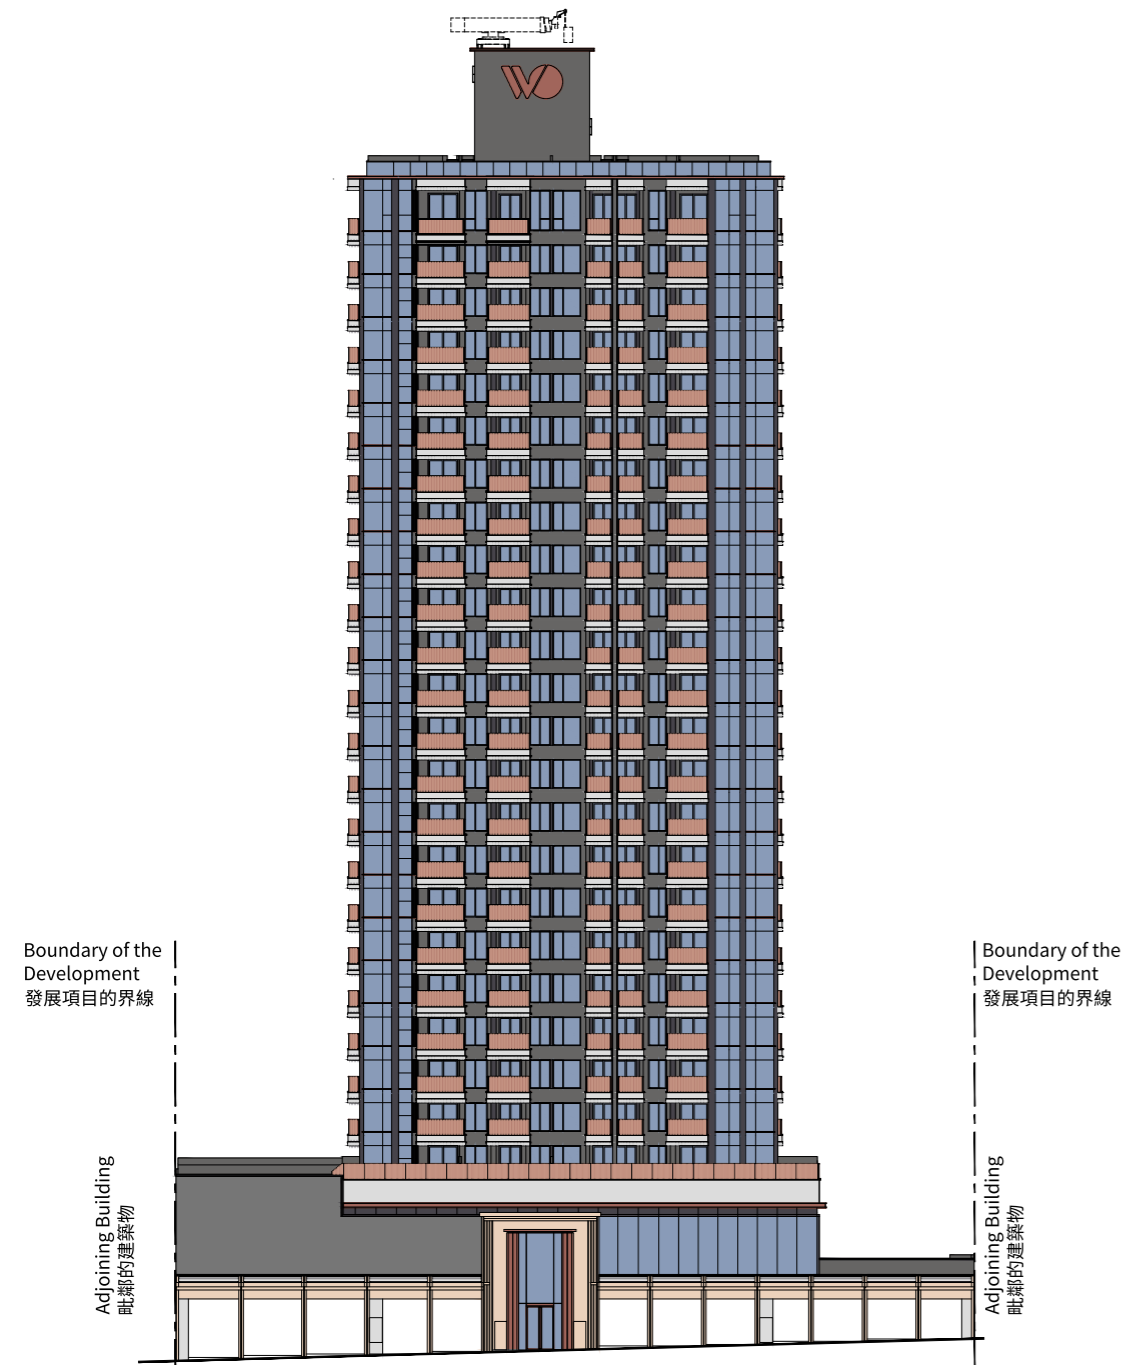 WO
Boundary of the
Development
發展項目的界線
Boundary of the
Development
發展項目的界線
Adjoining Building
毗鄰的建築物
Adjoining Building
毗鄰的建築物